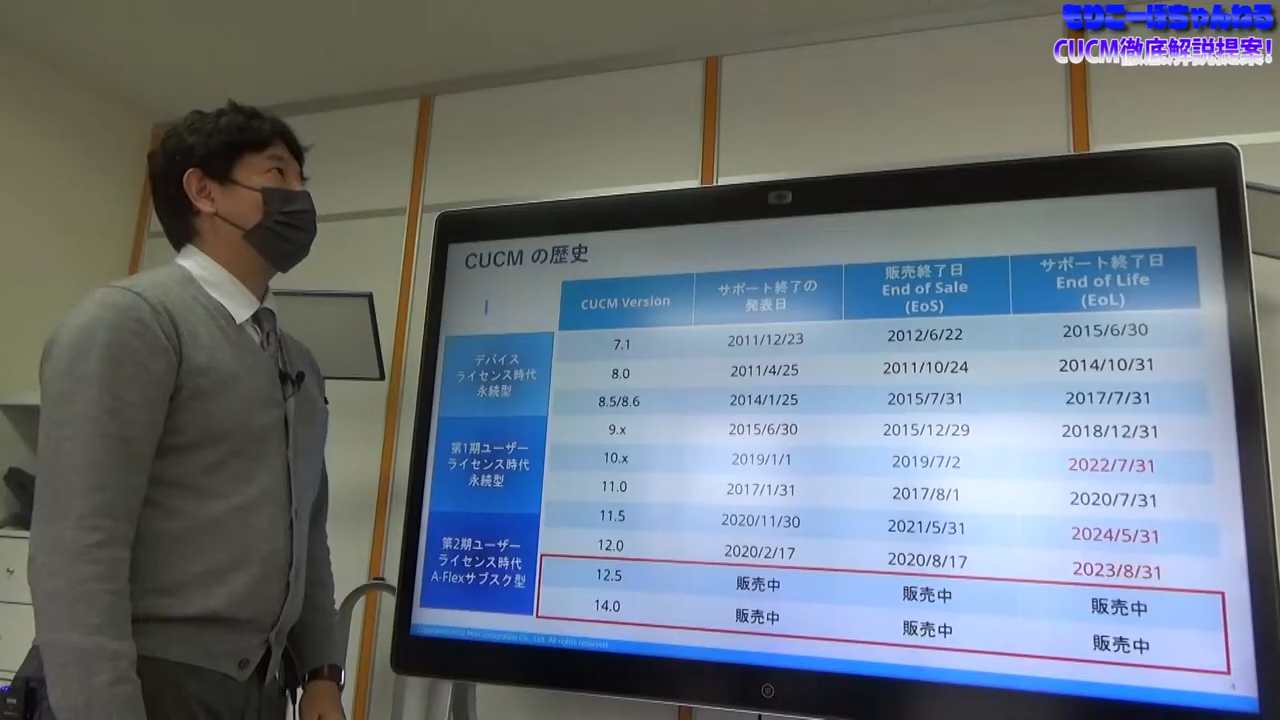 もりこーぽちゃんねる
CUCM徹底解説提案!
CUCM の歴史
CUCM Version
サポート終了の
発表日
販売終了日
End of Sale
(EoS)
サポート終了日
End of Life
(EoL)
デバイス
ライセンス時代
永続型
7.1 2011/12/23 2012/6/22 2015/6/30
8.0 2011/4/25 2011/10/24 2014/10/31
8.5/8.6 2014/1/25 2015/7/31 2017/7/31
第1期ユーザー
ライセンス時代
永続型
9.x 2015/6/30 2015/12/29 2018/12/31
10.x 2019/1/1 2019/7/2 2022/7/31
11.0 2017/1/31 2017/8/1 2020/7/31
11.5 2020/11/30 2021/5/31 2024/5/31
第2期ユーザー
ライセンス時代
A-Flexサブスク型
12.0 2020/2/17 2020/8/17 2023/8/31
12.5 販売中 販売中 販売中
14.0 販売中 販売中 販売中
Co., Ltd. All rights reserved.
4